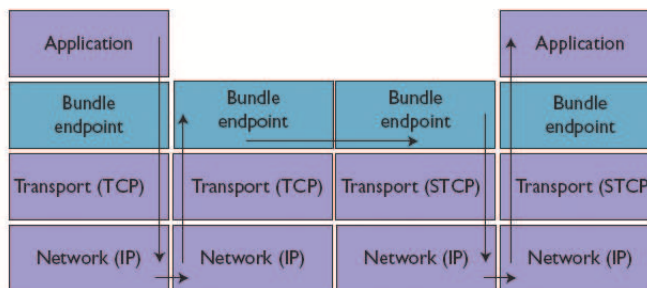 Application
Application
Bundle
endpoint
Bundle
endpoint
Bundle
endpoint
Bundle
endpoint
Transport (TCP)
Transport (TCP)
Transport (STCP)
Transport (STCP
Network (IP)
Network (IP)
Network (IP)
Network (IP)